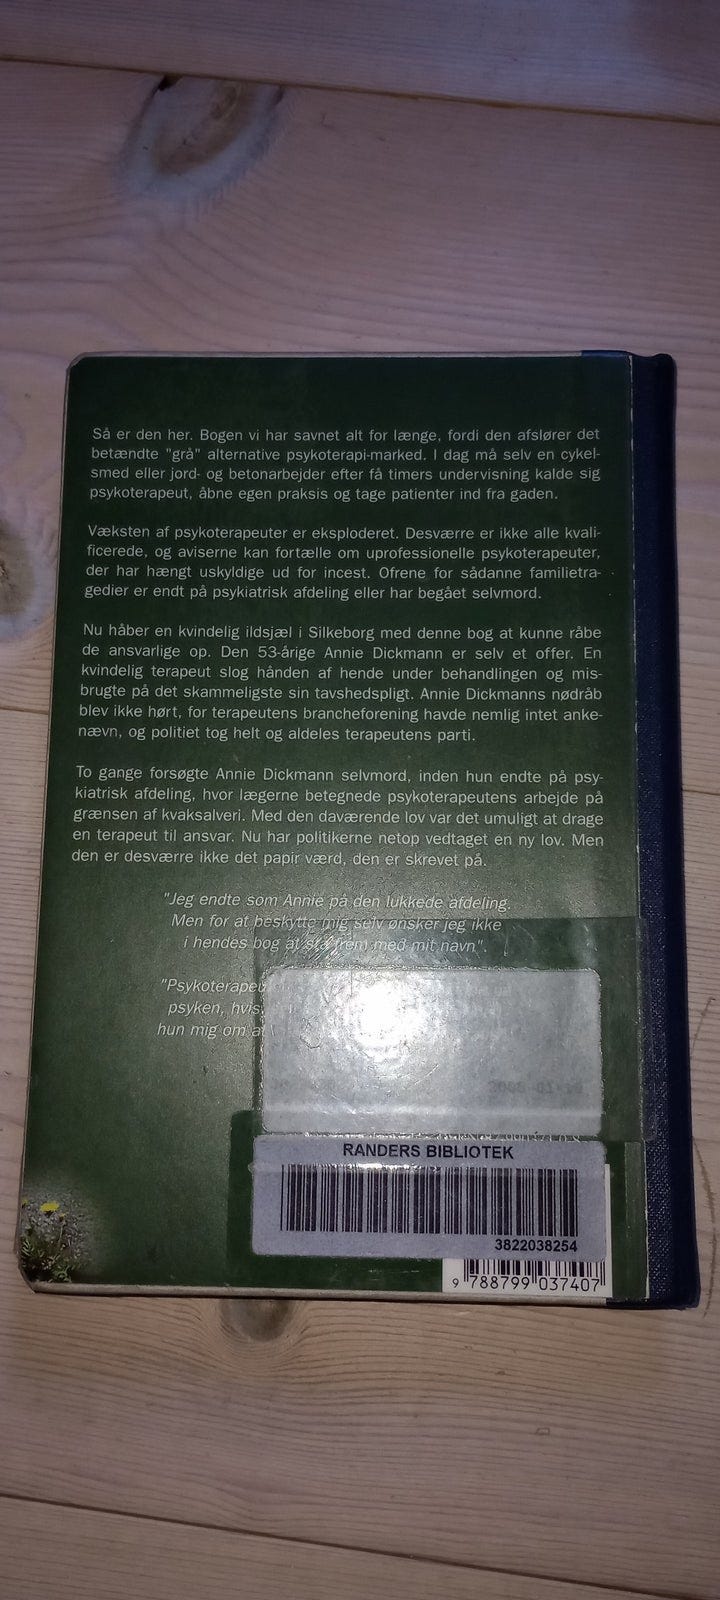 Så er den her. Bogen vi har savnet alt for længe, fordi den afslører det
betændte "grå" alternative psykoterapi-marked. I dag må selv en cykel-
smed eller jord- og betonarbejder efter få timers undervisning kalde sig
psykoterapeut, åbne egen praksis og tage patienter ind fra gaden.
Væksten af psykoterapeuter er eksploderet. Desværre er ikke alle kvali-
ficerede, og aviserne kan fortælle om uprofessionelle psykoterapeuter,
der har hængt uskyldige ud for incest. Ofrene for sådanne familietra-
gedier er endt på psykiatrisk afdeling eller har begået selvmord.
Nu håber en kvindelig ildsjæl i Silkeborg med denne bog at kunne råbe
de ansvarlige op. Den 53-årige Annie Dickmann er selv et offer. En
kvindelig terapeut slog hånden af hende under behandlingen og mis-
brugte på det skammeligste sin tavshedspligt. Annie Dickmanns nødråb
blev ikke hørt, for terapeutens brancheforening havde nemlig intet anke-
nævn, og politiet tog helt og aldeles terapeutens parti.
To gange forsøgte Annie Dickmann selvmord, inden hun endte på psy-
kiatrisk afdeling, hvor lægerne betegnede psykoterapeutens arbejde på
grænsen af kvaksalveri. Med den daværende lov var det umuligt at drage
en terapeut til ansvar. Nu har politikerne netop vedtaget en ny lov. Men
den er desværre ikke det papir værd, den er skrevet på.
"Jeg endte som Annie på den lukkede afdeling.
Men for at beskytte mig selv ønsker jeg ikke
i hendes bog at stå frem med mit navn".
"Psykoterapeu
psyken, hvis
hun mig om a
RANDERS BIBLIOTEK
3822038254
9 788799 037407